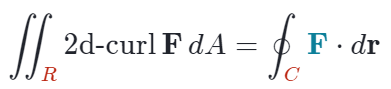 ∬_R 2d-curl F dA = ∮_C F · dr